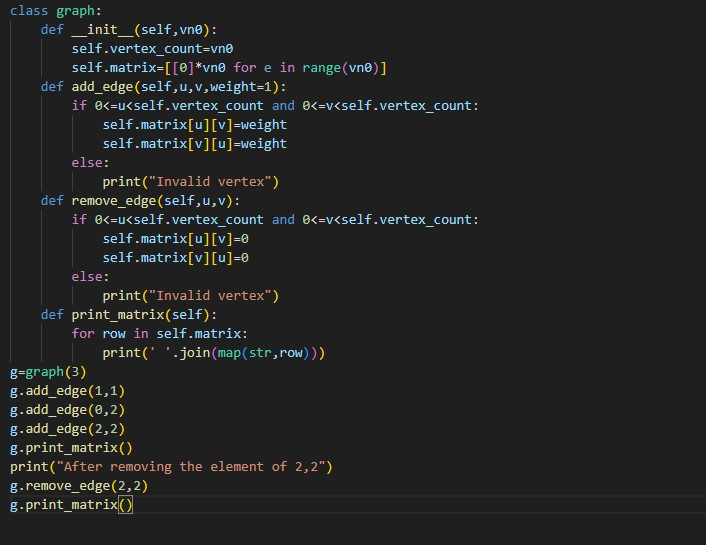 class graph:
    def __init__(self,vn0):
        self.vertex_count=vn0
        self.matrix=[[0]*vn0 for e in range(vn0)]
    def add_edge(self,u,v,weight=1):
        if 0<=u<self.vertex_count and 0<=v<self.vertex_count:
            self.matrix[u][v]=weight
            self.matrix[v][u]=weight
        else:
            print("Invalid vertex")
    def remove_edge(self,u,v):
        if 0<=u<self.vertex_count and 0<=v<self.vertex_count:
            self.matrix[u][v]=0
            self.matrix[v][u]=0
        else:
            print("Invalid vertex")
    def print_matrix(self):
        for row in self.matrix:
            print(' '.join(map(str,row)))
g=graph(3)
g.add_edge(1,1)
g.add_edge(0,2)
g.add_edge(2,2)
g.print_matrix()
print("After removing the element of 2,2")
g.remove_edge(2,2)
g.print_matrix()